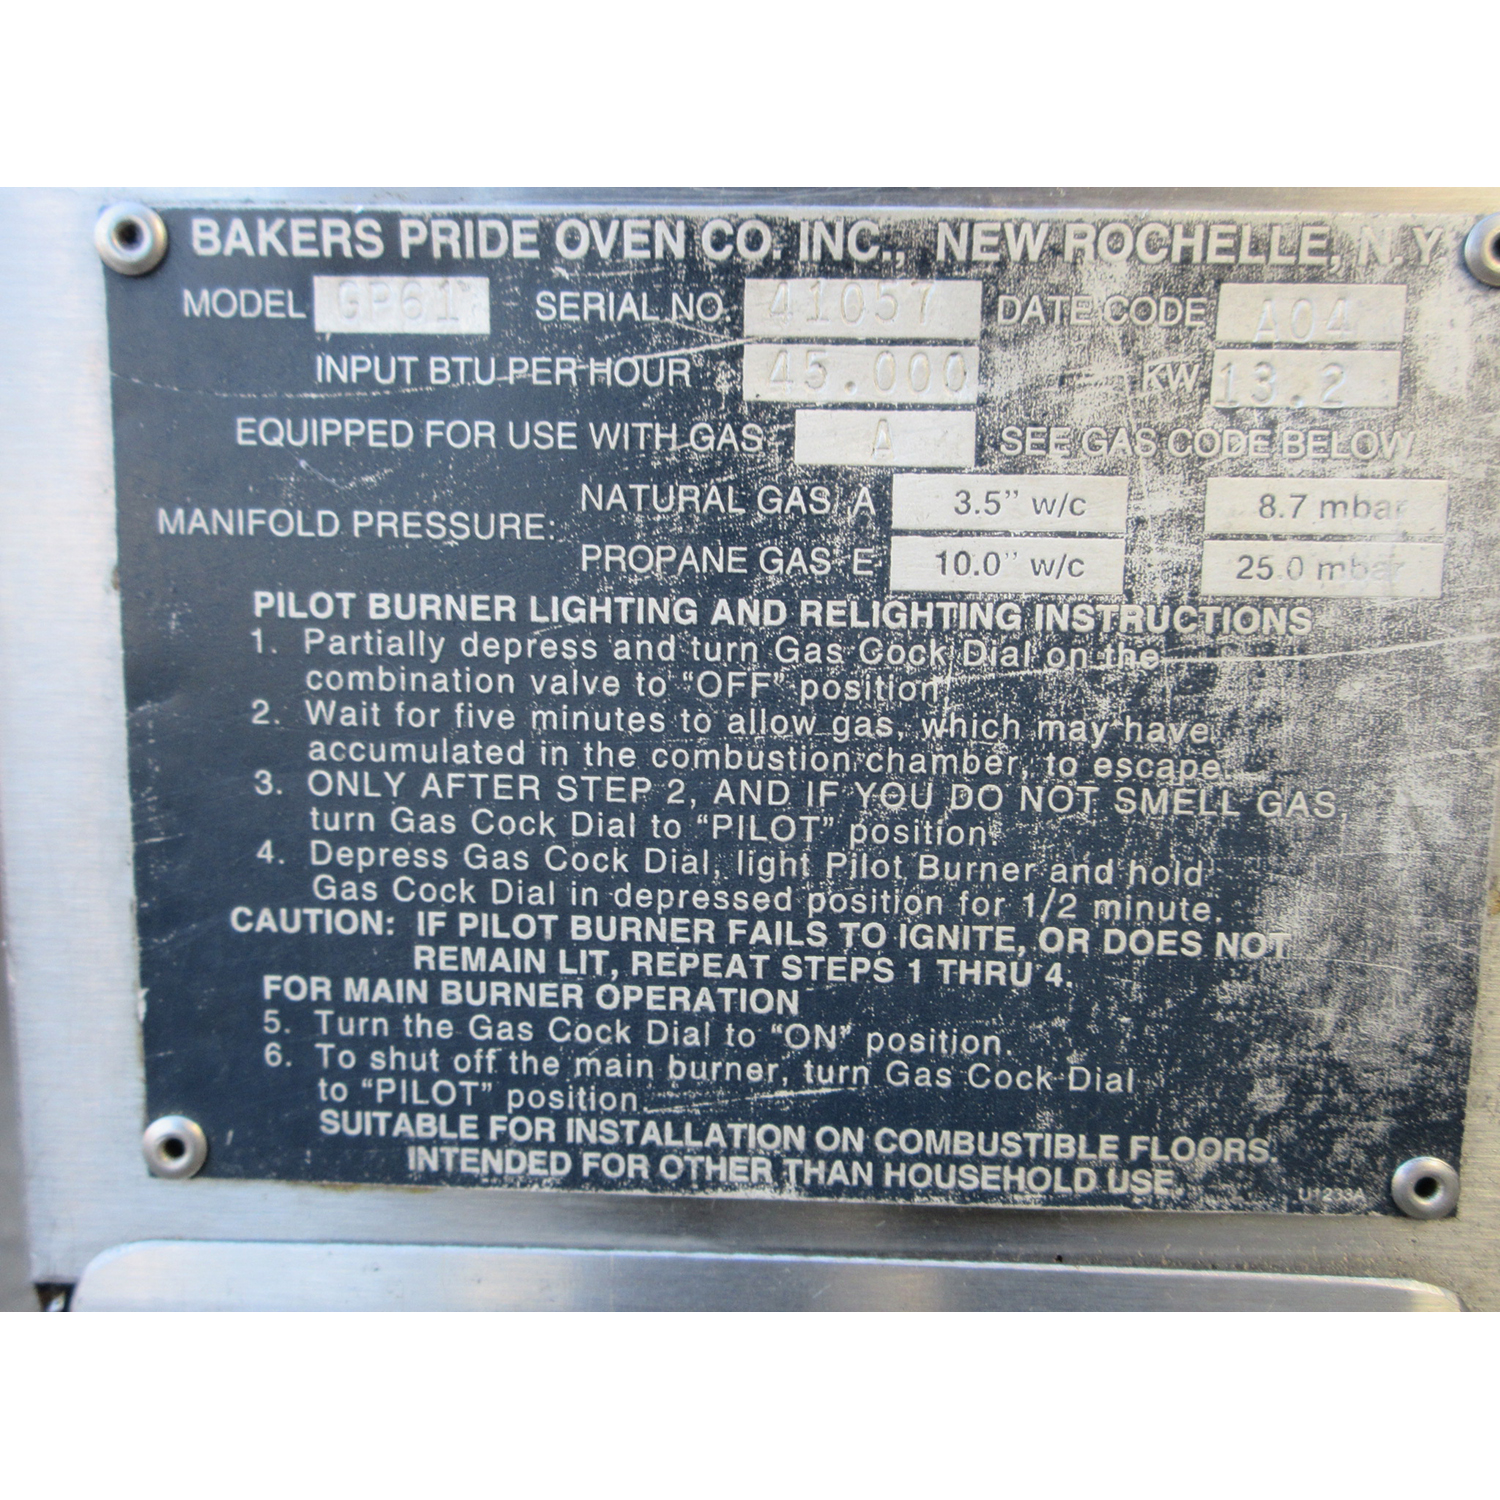 BAKERS PRIDE OVEN CO. INC., NEW ROCHELLE, N.Y.
MODEL GP61 SERIAL NO. 41057 DATE CODE A04
INPUT BTU PER HOUR 45.000 KW 13.2
EQUIPPED FOR USE WITH GAS A SEE GAS CODE BELOW
NATURAL GAS A 3.5" w/c 8.7 mbar
MANIFOLD PRESSURE:
PROPANE GAS E 10.0" w/c 25.0 mbar
PILOT BURNER LIGHTING AND RELIGHTING INSTRUCTIONS
1. Partially depress and turn Gas Cock Dial on the
combination valve to "OFF" position.
2. Wait for five minutes to allow gas, which may have
accumulated in the combustion chamber, to escape.
3. ONLY AFTER STEP 2, AND IF YOU DO NOT SMELL GAS,
turn Gas Cock Dial to "PILOT" position.
4. Depress Gas Cock Dial, light Pilot Burner and hold
Gas Cock Dial in depressed position for 1/2 minute.
CAUTION: IF PILOT BURNER FAILS TO IGNITE, OR DOES NOT
REMAIN LIT, REPEAT STEPS 1 THRU 4.
FOR MAIN BURNER OPERATION
5. Turn the Gas Cock Dial to "ON" position.
6. To shut off the main burner, turn Gas Cock Dial
to "PILOT" position.
SUITABLE FOR INSTALLATION ON COMBUSTIBLE FLOORS.
INTENDED FOR OTHER THAN HOUSEHOLD USE.
U1233A